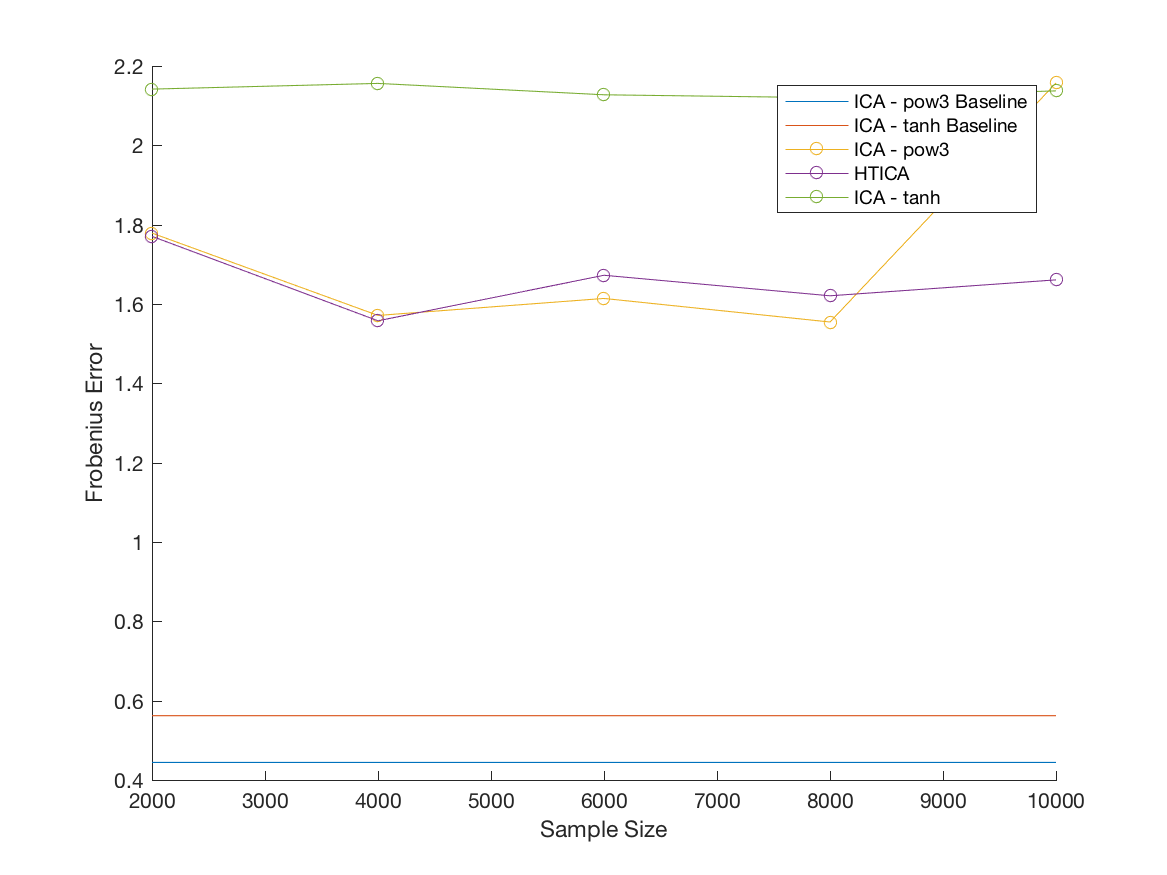 2.2
2
1.8
1.6
1.4
1.2
1
0.8
0.6
0.4
Frobenius Error
ICA - pow3 Baseline
ICA - tanh Baseline
ICA - pow3
HTICA
ICA - tanh
2000 3000 4000 5000 6000 7000 8000 9000 10000
Sample Size